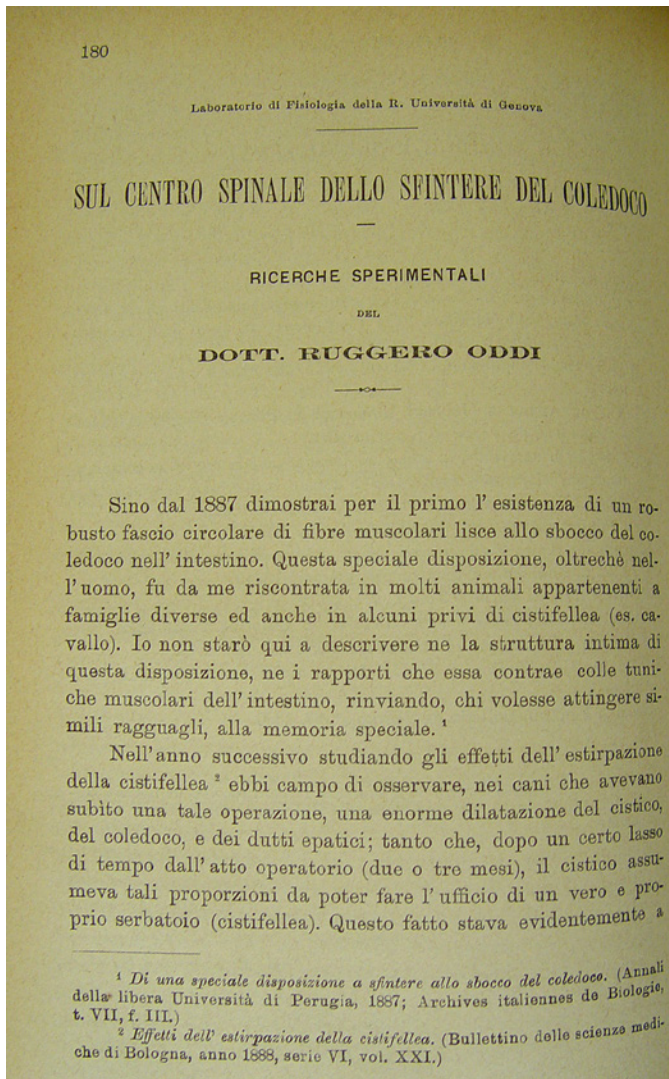 180
Laboratorio di Fisiologia della R. Università di Genova
SUL CENTRO SPINALE DELLO SFINTERE DEL COLEDOCO
RICERCHE SPERIMENTALI
DEL
DOTT. RUGGERO ODDI
Sino dal 1887 dimostrai per il primo l' esistenza di un ro-
busto fascio circolare di fibre muscolari lisce allo sbocco del co-
ledoco nell' intestino. Questa speciale disposizione, oltrechè nel-
l' uomo, fu da me riscontrata in molti animali appartenenti a
famiglie diverse ed anche in alcuni privi di cistifellea (es. ca-
vallo). Io non starò qui a descrivere ne la struttura intima di
questa disposizione, ne i rapporti che essa contrae colle tuni-
che muscolari dell' intestino, rinviando, chi volesse attingere si-
mili ragguagli, alla memoria speciale. ¹
Nell' anno successivo studiando gli effetti dell' estirpazione
della cistifellea ² ebbi campo di osservare, nei cani che avevano
subìto una tale operazione, una enorme dilatazione del cistico,
del coledoco, e dei dutti epatici; tanto che, dopo un certo lasso
di tempo dall' atto operatorio (due o tre mesi), il cistico assu-
meva tali proporzioni da poter fare l' ufficio di un vero e pro-
prio serbatoio (cistifellea). Questo fatto stava evidentemente a
¹ Di una speciale disposizione a sfintere allo sbocco del coledoco. (Annali
della libera Università di Perugia, 1887; Archives italiennes de Biologie,
t. VII, f. III.)
² Effetti dell' estirpazione della cistifellea. (Bullettino delle scienze medi-
che di Bologna, anno 1888, serie VI, vol. XXI.)